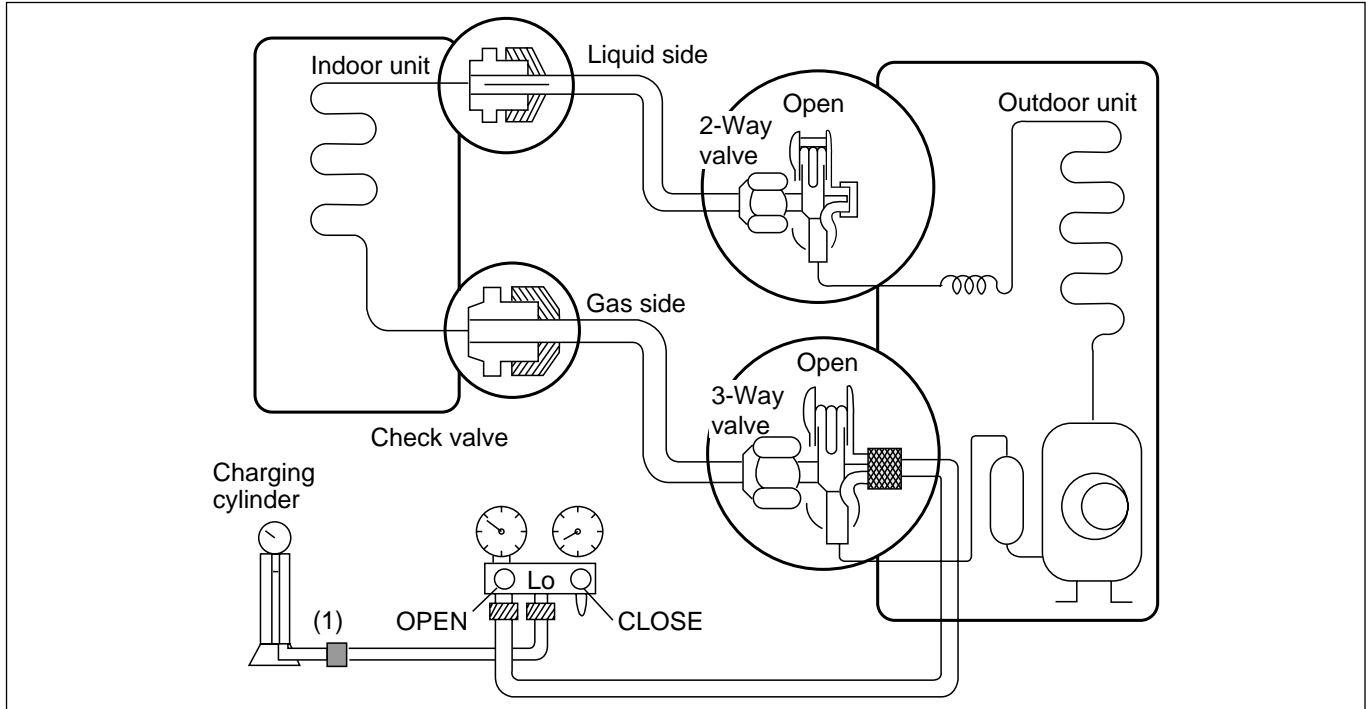 Indoor unit
Liquid side
Open
2-Way
valve
Outdoor unit
Gas side
Open
3-Way
valve
Check valve
Charging
cylinder
(1)
OPEN
Lo
CLOSE